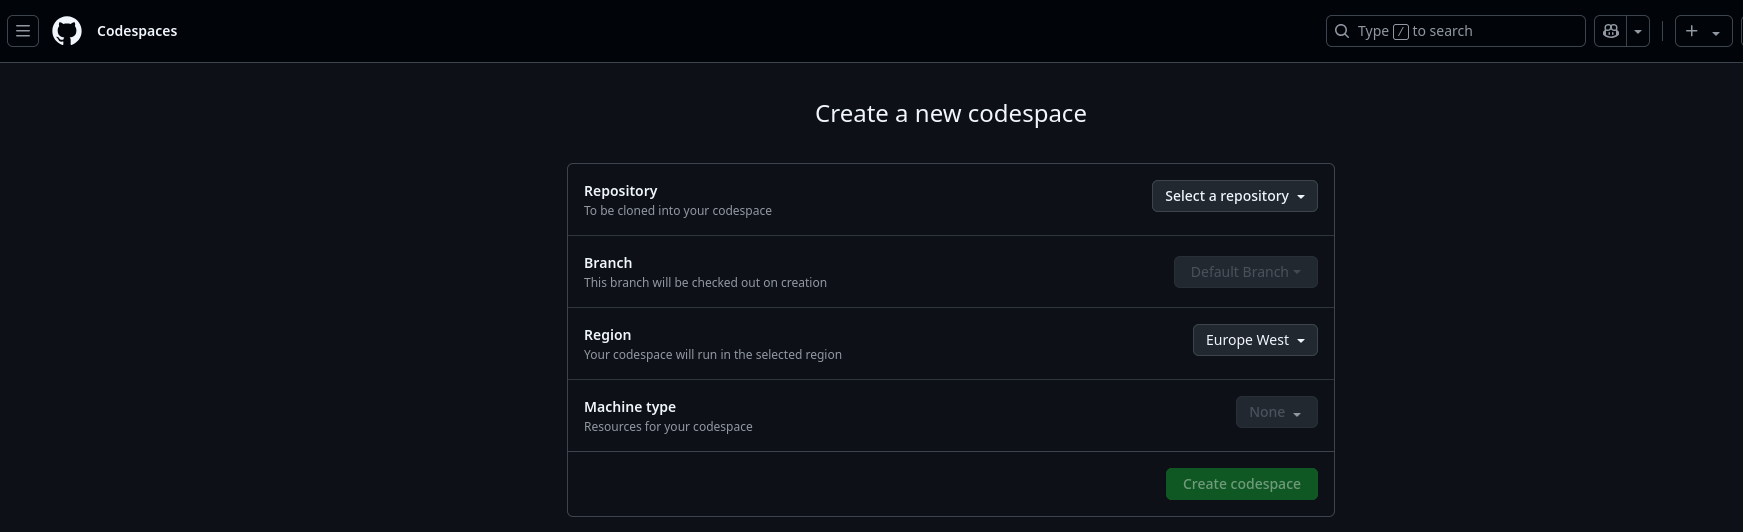 Codespaces
Type / to search
Create a new codespace
Repository
To be cloned into your codespace
Select a repository
Branch
This branch will be checked out on creation
Default Branch
Region
Your codespace will run in the selected region
Europe West
Machine type
Resources for your codespace
None
Create codespace